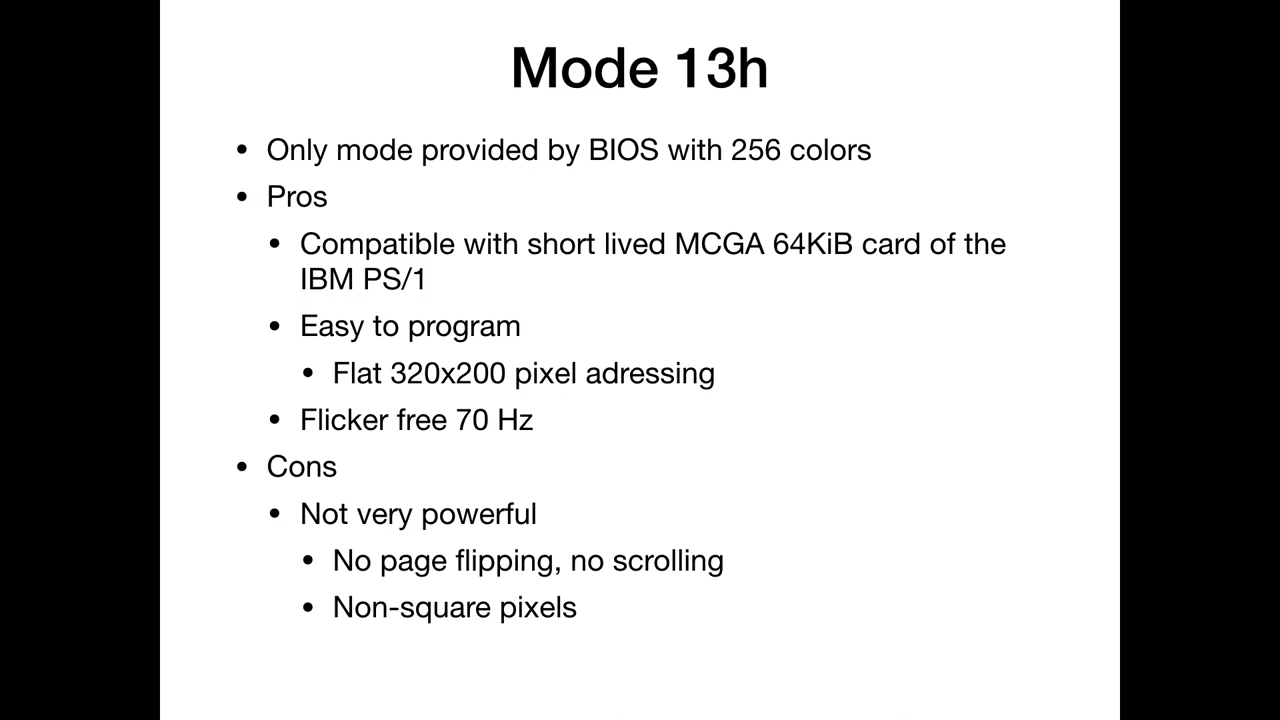 Mode 13h
• Only mode provided by BIOS with 256 colors
• Pros
• Compatible with short lived MCGA 64KiB card of the
IBM PS/1
• Easy to program
• Flat 320x200 pixel adressing
• Flicker free 70 Hz
• Cons
• Not very powerful
• No page flipping, no scrolling
• Non-square pixels